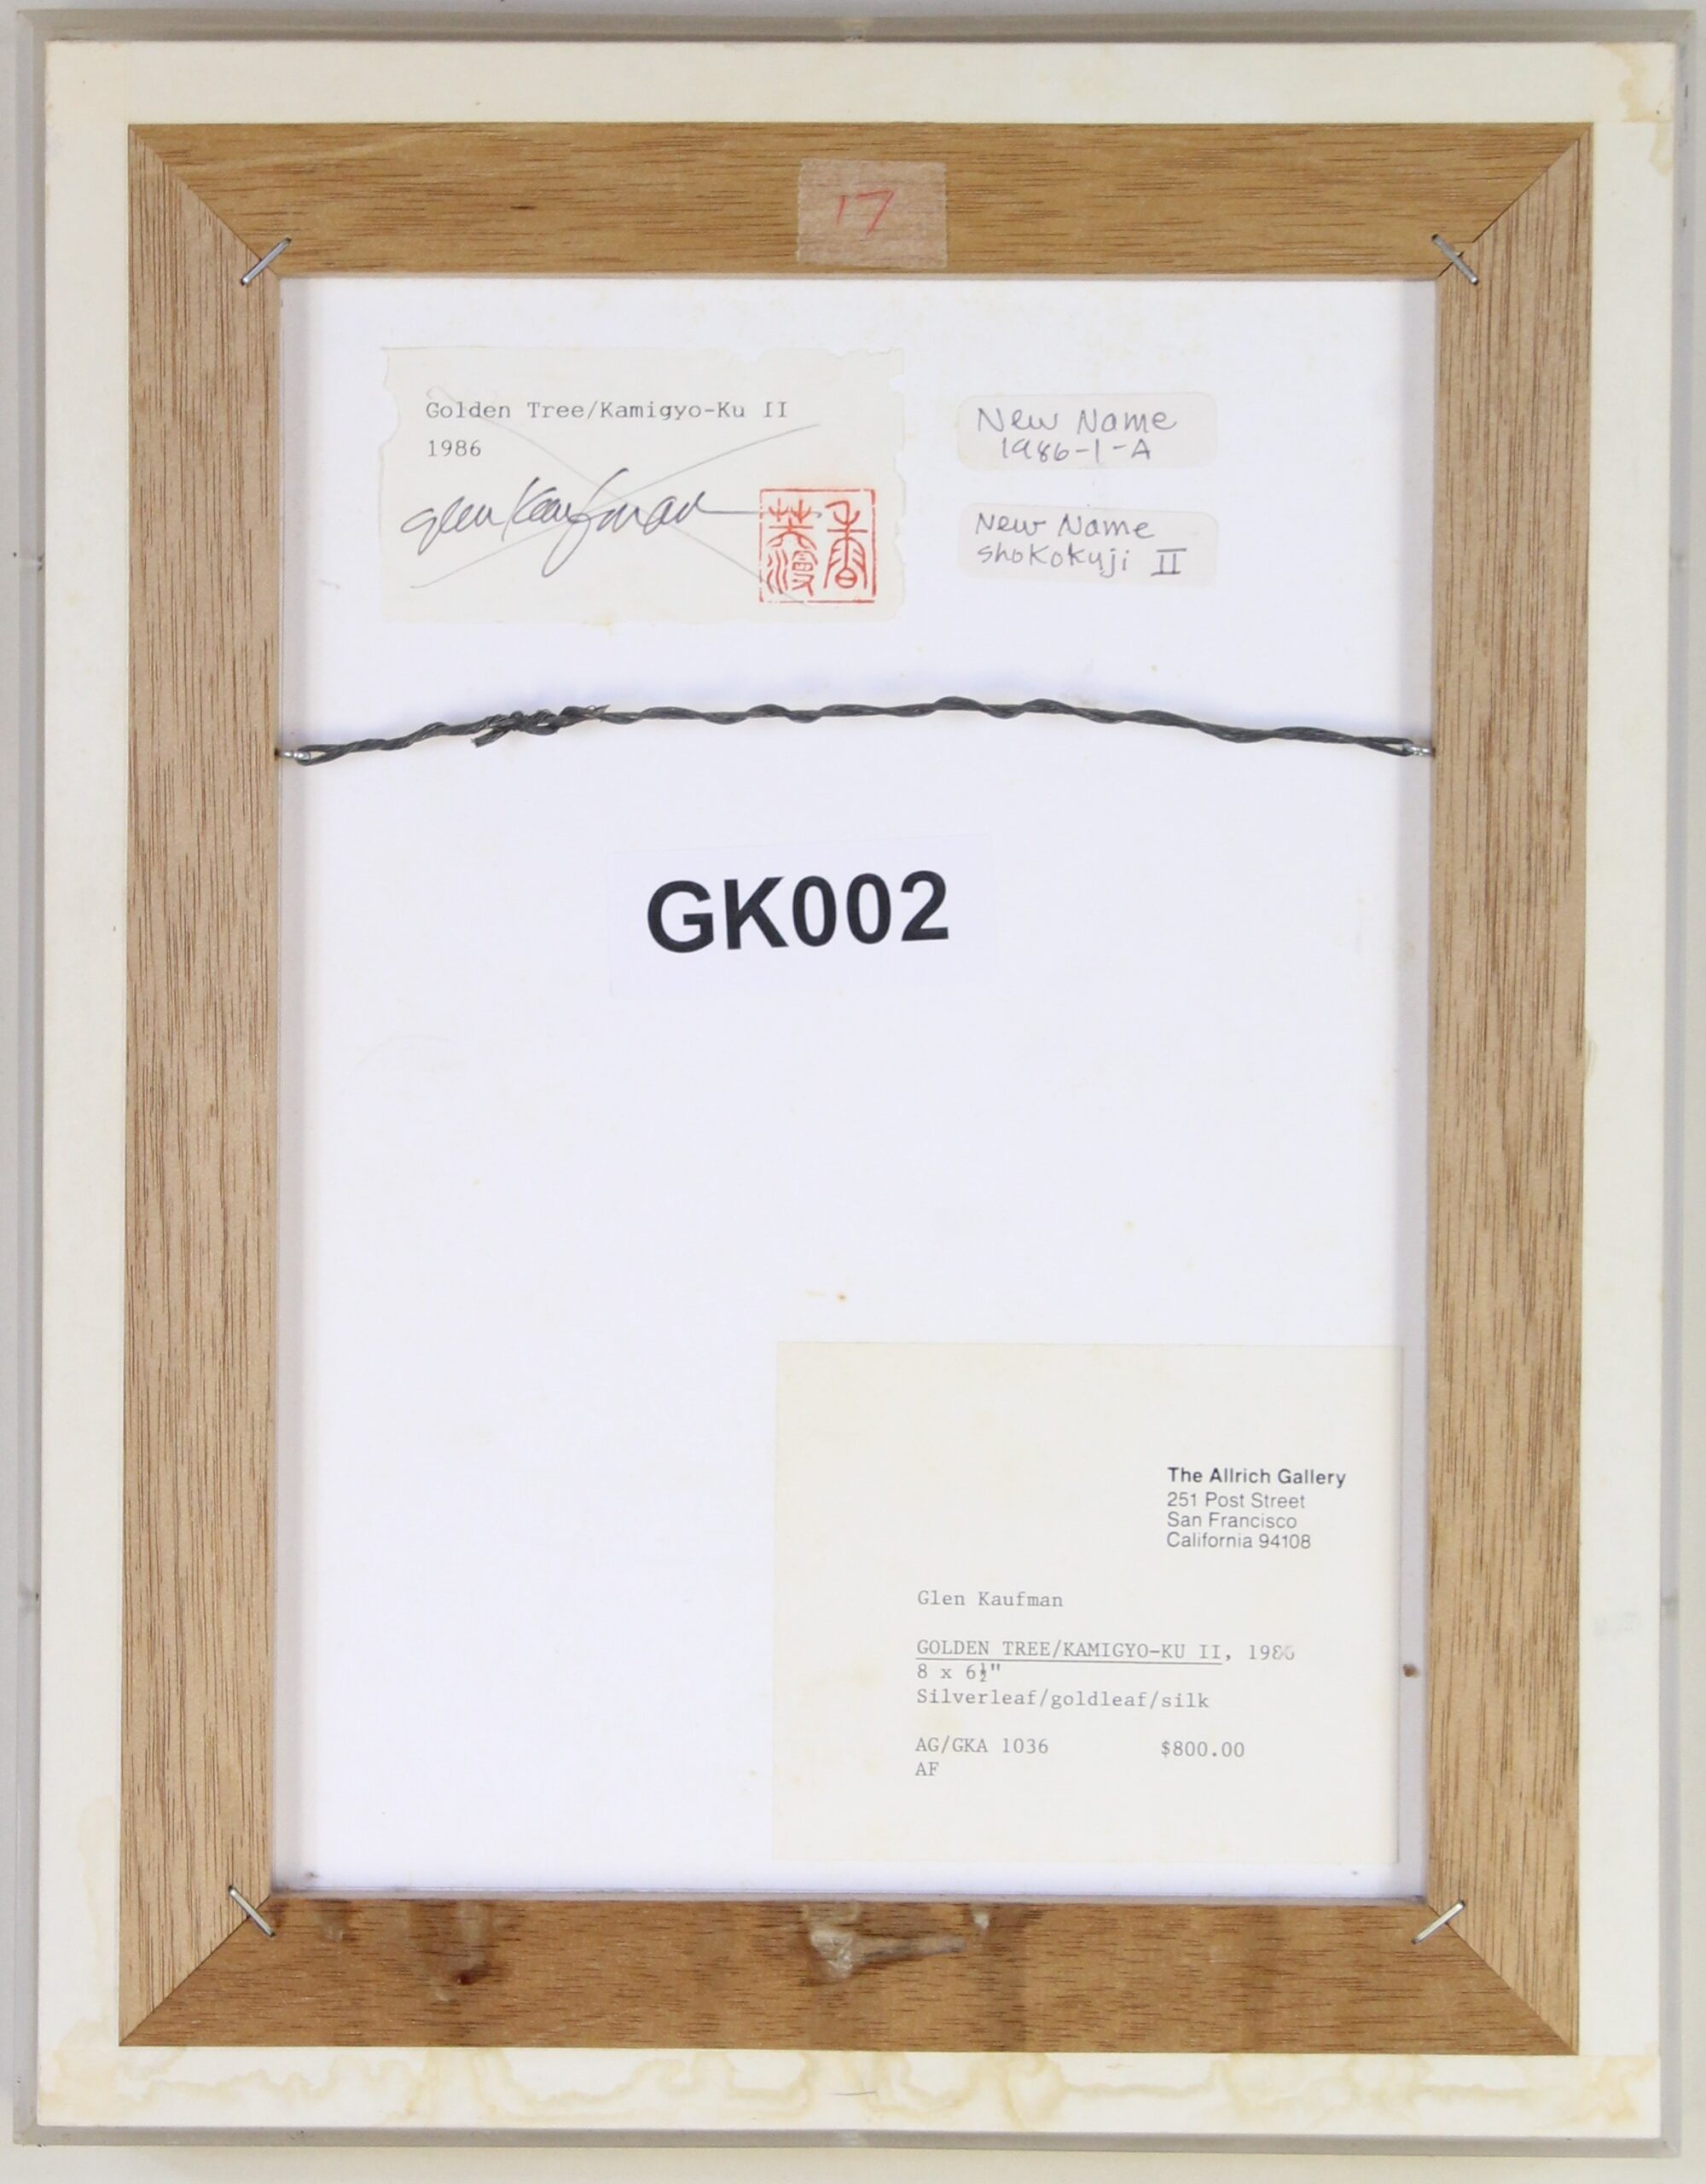 17
Golden Tree/Kamigyo-Ku II
1986
Glen Kaufman
New Name
1986-1-A
New Name
Shokokuji II
GK002
The Allrich Gallery
251 Post Street
San Francisco
California 94108
Glen Kaufman
GOLDEN TREE/KAMIGYO-KU II, 1986
8 x 6½"
Silverleaf/goldleaf/silk
AG/GKA 1036 $800.00
AF